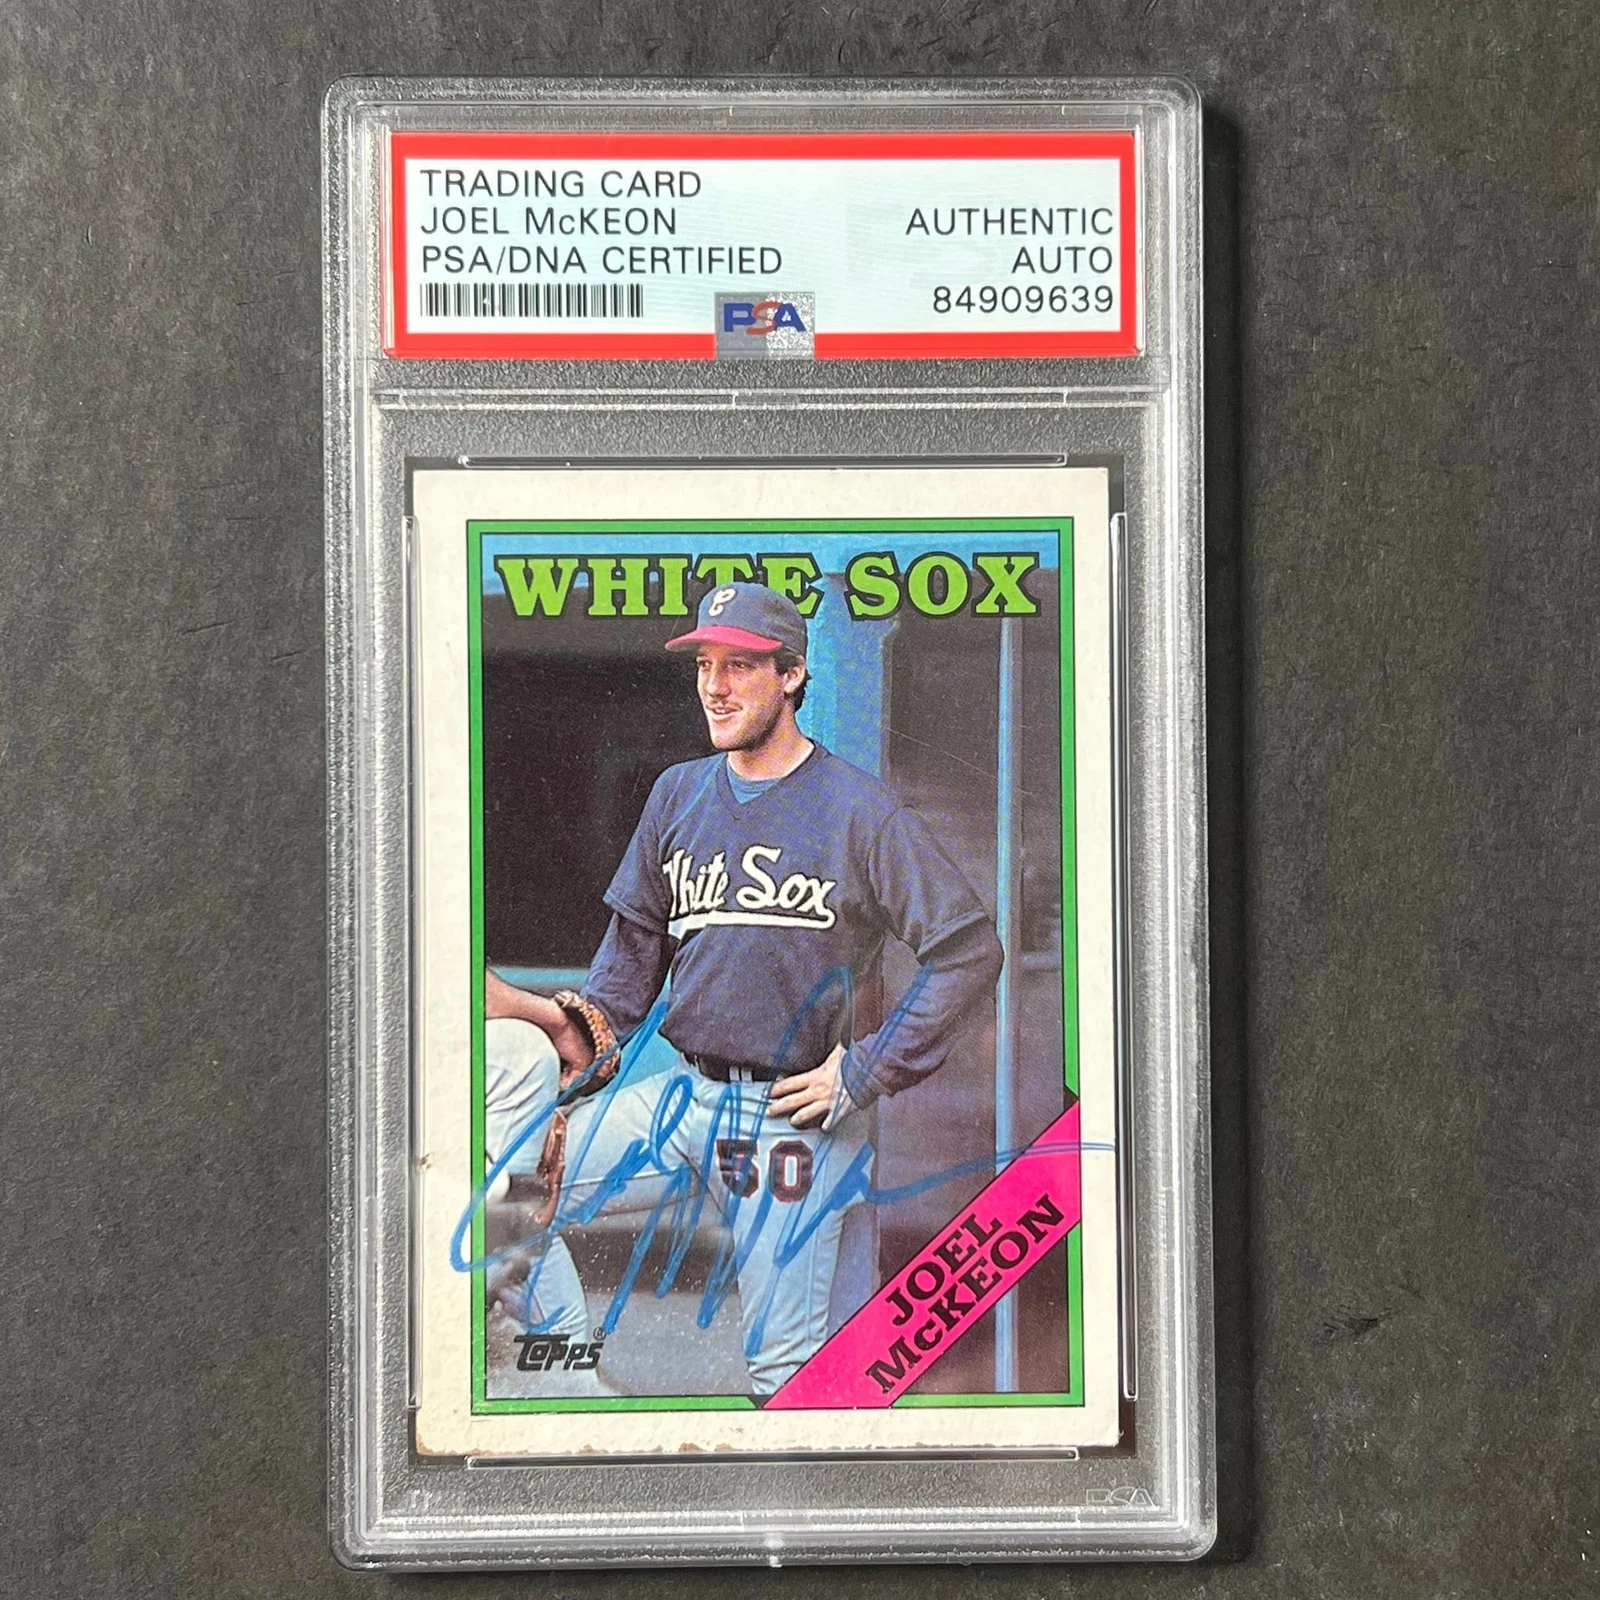 TRADING CARD
JOEL McKEON
PSA/DNA CERTIFIED
AUTHENTIC
AUTO
84909639
PSA
WHITE SOX
C
White Sox
50
JOEL
McKEON
Topps®
PSA